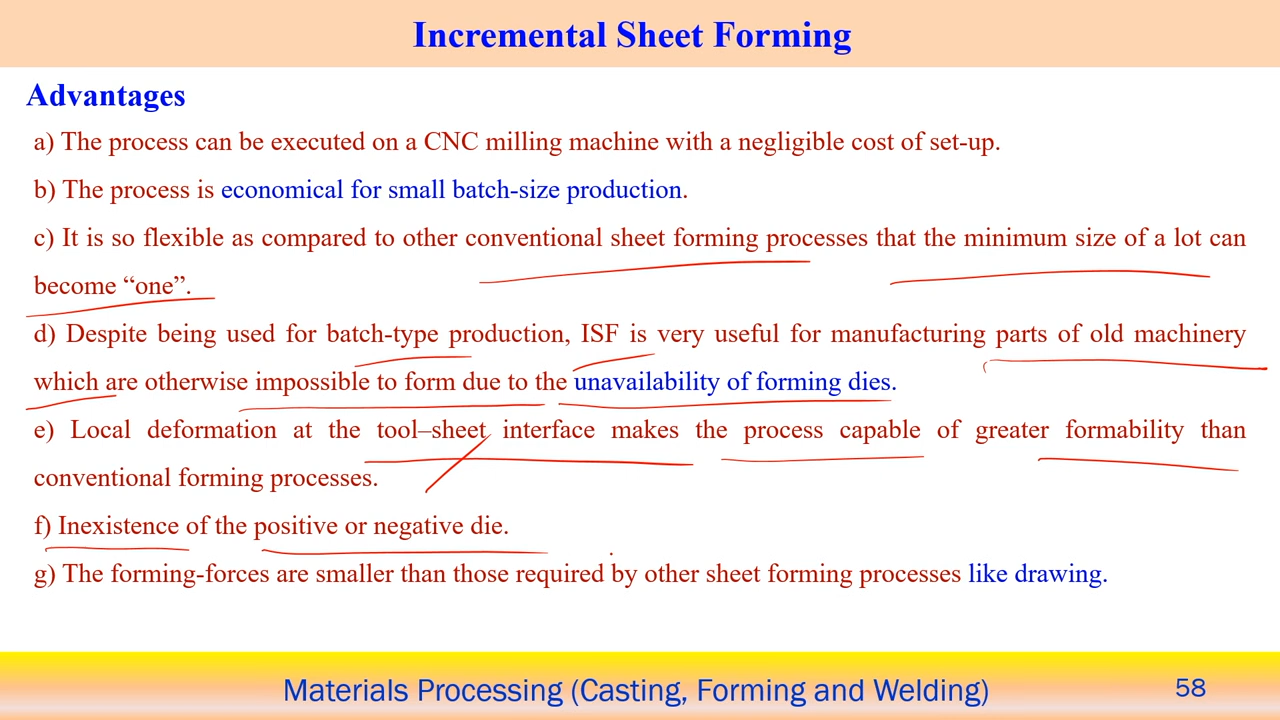 Incremental Sheet Forming
Advantages
a) The process can be executed on a CNC milling machine with a negligible cost of set-up.
b) The process is economical for small batch-size production.
c) It is so flexible as compared to other conventional sheet forming processes that the minimum size of a lot can
become “one”.
d) Despite being used for batch-type production, ISF is very useful for manufacturing parts of old machinery
which are otherwise impossible to form due to the unavailability of forming dies.
e) Local deformation at the tool–sheet interface makes the process capable of greater formability than
conventional forming processes.
f) Inexistence of the positive or negative die.
g) The forming-forces are smaller than those required by other sheet forming processes like drawing.
Materials Processing (Casting, Forming and Welding)
58